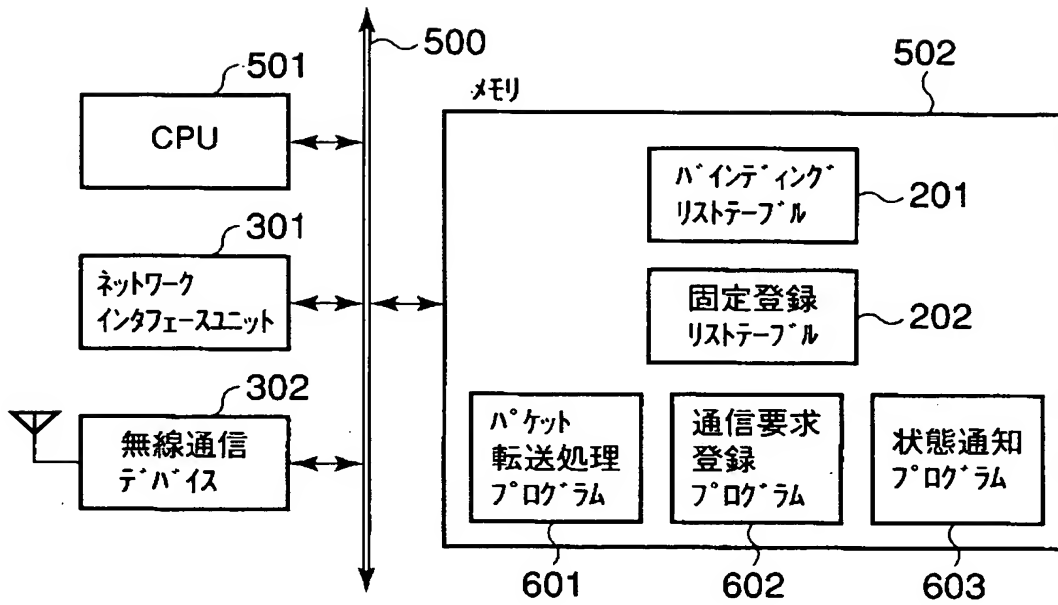 500
501
CPU
301
ネットワーク
インタフェースユニット
302
無線通信
デバイス
502
メモリ
バインディング
リストテーブル
201
固定登録
リストテーブル
202
パケット
転送処理
プログラム
601
通信要求
登録
プログラム
602
状態通知
プログラム
603